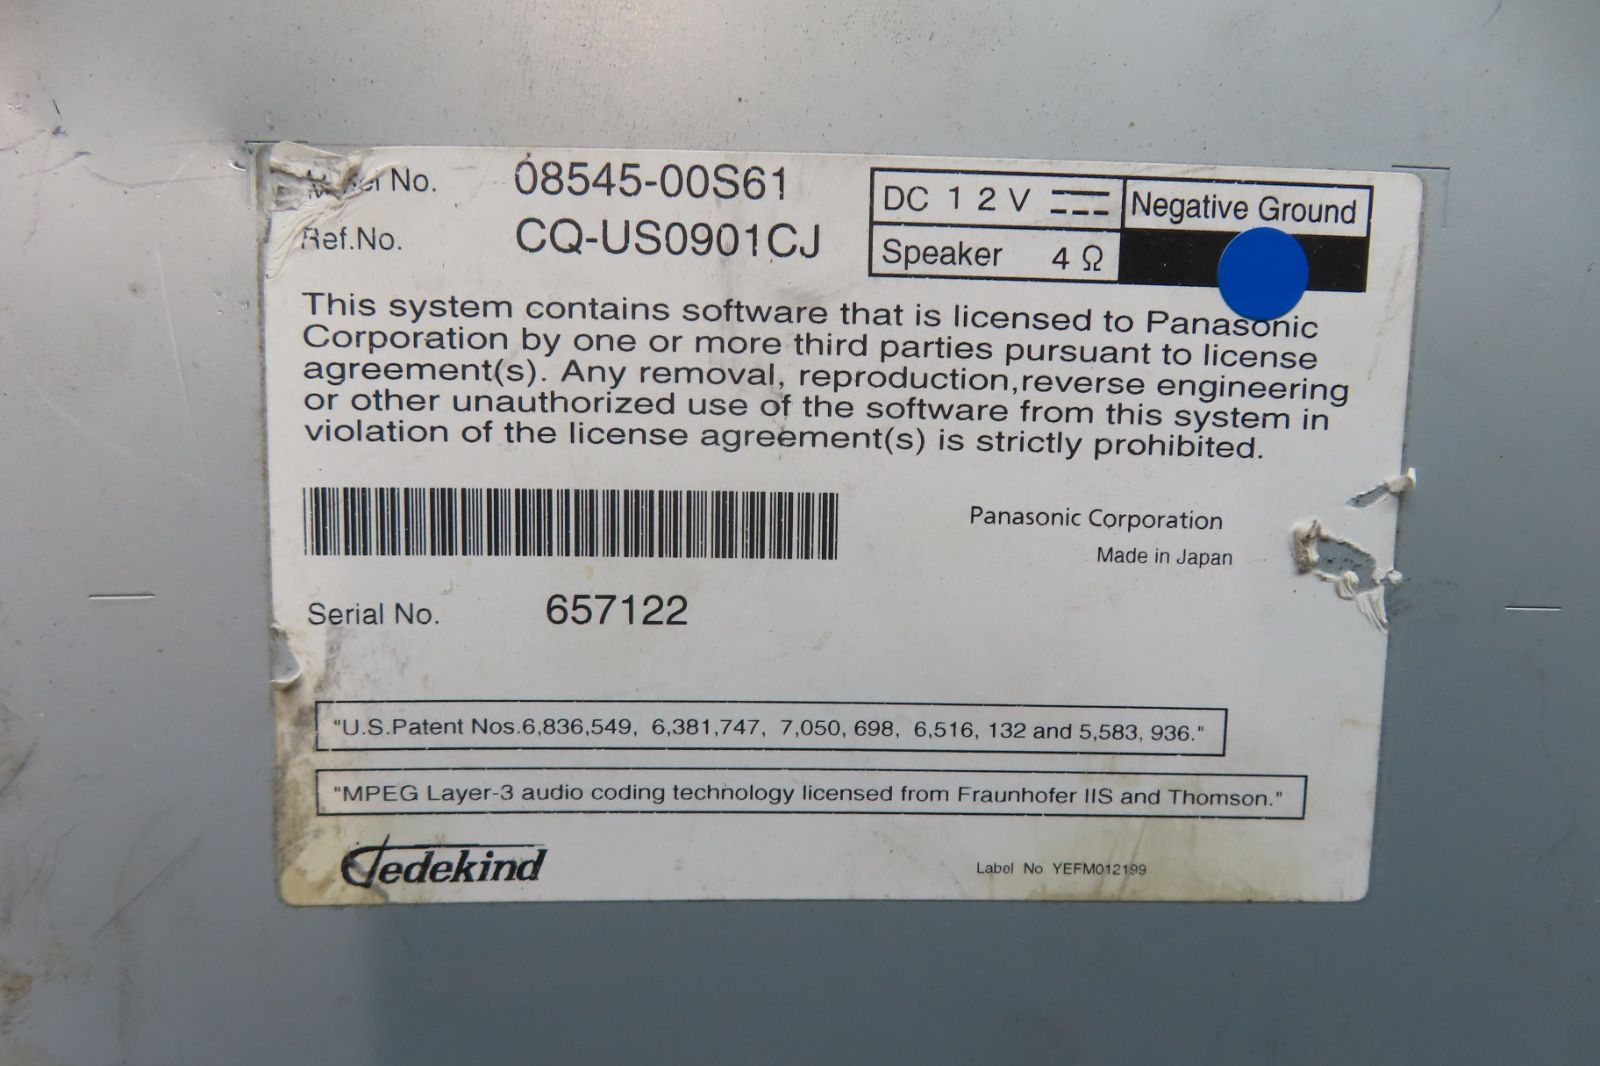 No. 08545-00S61
Ref.No. CQ-US0901CJ
DC 12V Negative Ground
Speaker 4 Ω
This system contains software that is licensed to Panasonic
Corporation by one or more third parties pursuant to license
agreement(s). Any removal, reproduction,reverse engineering
or other unauthorized use of the software from this system in
violation of the license agreement(s) is strictly prohibited.
Panasonic Corporation
Made in Japan
Serial No. 657122
"U.S.Patent Nos.6,836,549, 6,381,747, 7,050, 698, 6,516, 132 and 5,583, 936."
"MPEG Layer-3 audio coding technology licensed from Fraunhofer IIS and Thomson."
Jedekind
Label No YEFM012199